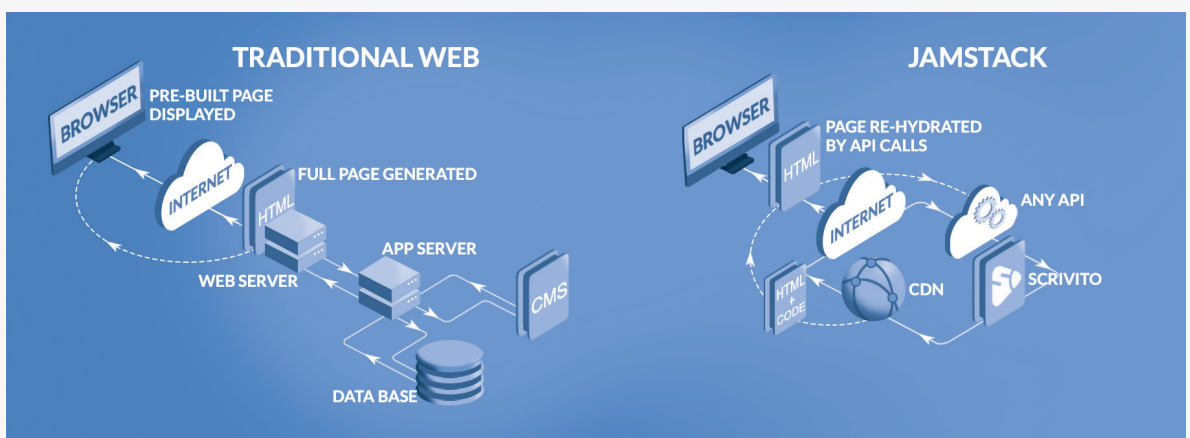 TRADITIONAL WEB
BROWSER
PRE-BUILT PAGE
DISPLAYED
INTERNET
HTML
FULL PAGE GENERATED
WEB SERVER
APP SERVER
CMS
DATA BASE
JAMSTACK
BROWSER
HTML
PAGE RE-HYDRATED
BY API CALLS
INTERNET
ANY API
HTML
+
CODE
CDN
SCRIVITO